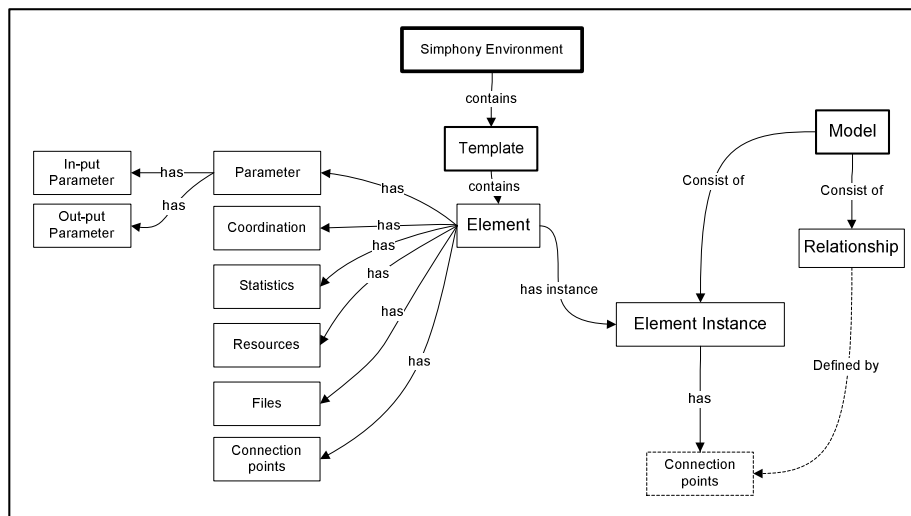 Simphony Environment
contains
Template
contains
Element
Model
Consist of
Consist of
Relationship
In-put
Parameter
has
Parameter
has
Out-put
Parameter
has
Coordination
has
Statistics
has
has
Resources
has
Files
has
Connection
points
has instance
Element Instance
Defined by
has
Connection
points